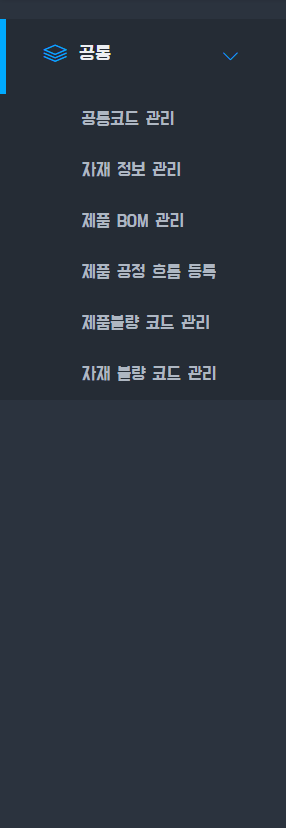 공통
공통코드 관리
자재 정보 관리
제품 BOM 관리
제품 공정 흐름 등록
제품불량 코드 관리
자재 불량 코드 관리